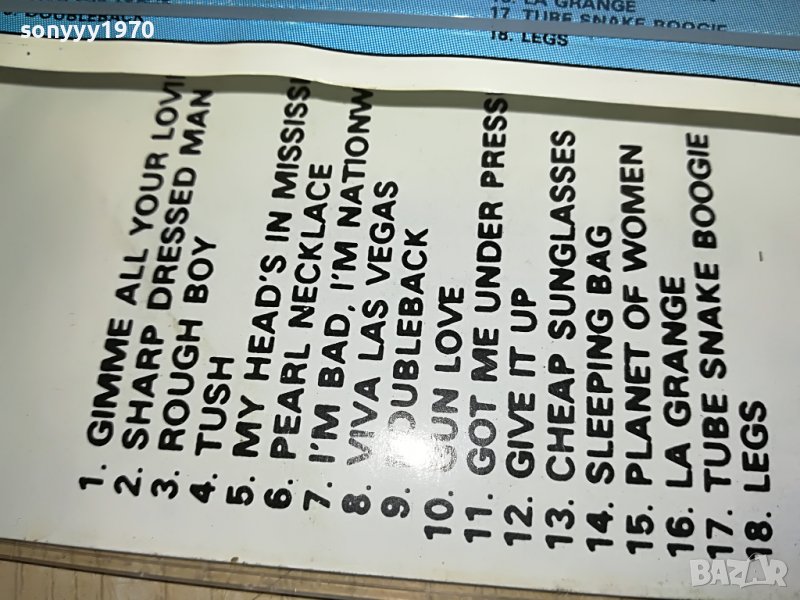 sonyyy1970
LA GRANGE
17. TUBE SNAKE BOOGIE
18. LEGS
1. GIMME ALL YOUR LOVI
2. SHARP DRESSED MAN
3. ROUGH BOY
4. TUSH
5. MY HEAD'S IN MISSISS
6. PEARL NECKLACE
7. I'M BAD, I'M NATIONW
8. VIVA LAS VEGAS
9. DOUBLEBACK
10. GUN LOVE
11. GOT ME UNDER PRESS
12. GIVE IT UP
13. CHEAP SUNGLASSES
14. SLEEPING BAG
15. PLANET OF WOMEN
16. LA GRANGE
17. TUBE SNAKE BOOGIE
18. LEGS
BAZAR